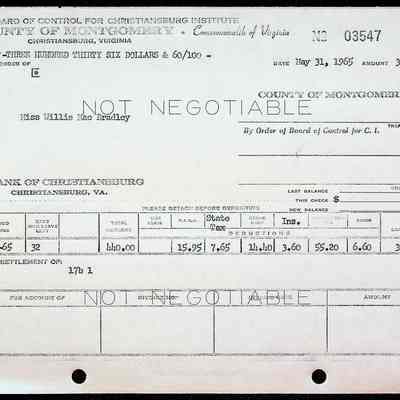 ARD OF CONTROL FOR CHRISTIANSBURG INSTITUTE
UNTY OF MONTGOMERY - Commonwealth of Virginia No 03547
CHRISTIANSBURG, VIRGINIA
-THREE HUNDRED THIRTY SIX DOLLARS & 60/100 -
ORDER OF
DATE May 31, 1965 AMOUNT 3
NOT NEGOTIABLE
COUNTY OF MONTGOMER
Miss Willie Mae Bradley
By Order of Board of Control for C. I.
ANK OF CHRISTIANSBURG
CHRISTIANSBURG, VA.
LAST BALANCE
THIS CHECK $
NEW BALANCE
PLEASE DETACH BEFORE DEPOSITING
State Tax
Ins.
DEDUCTIONS
65 32 440.00 15.95 7.65 14.40 3.60 55.20 6.60 3
SETTLEMENT OF:
17b 1
FOR ACCOUNT OF AMOUNT
NOT NEGOTIABLE